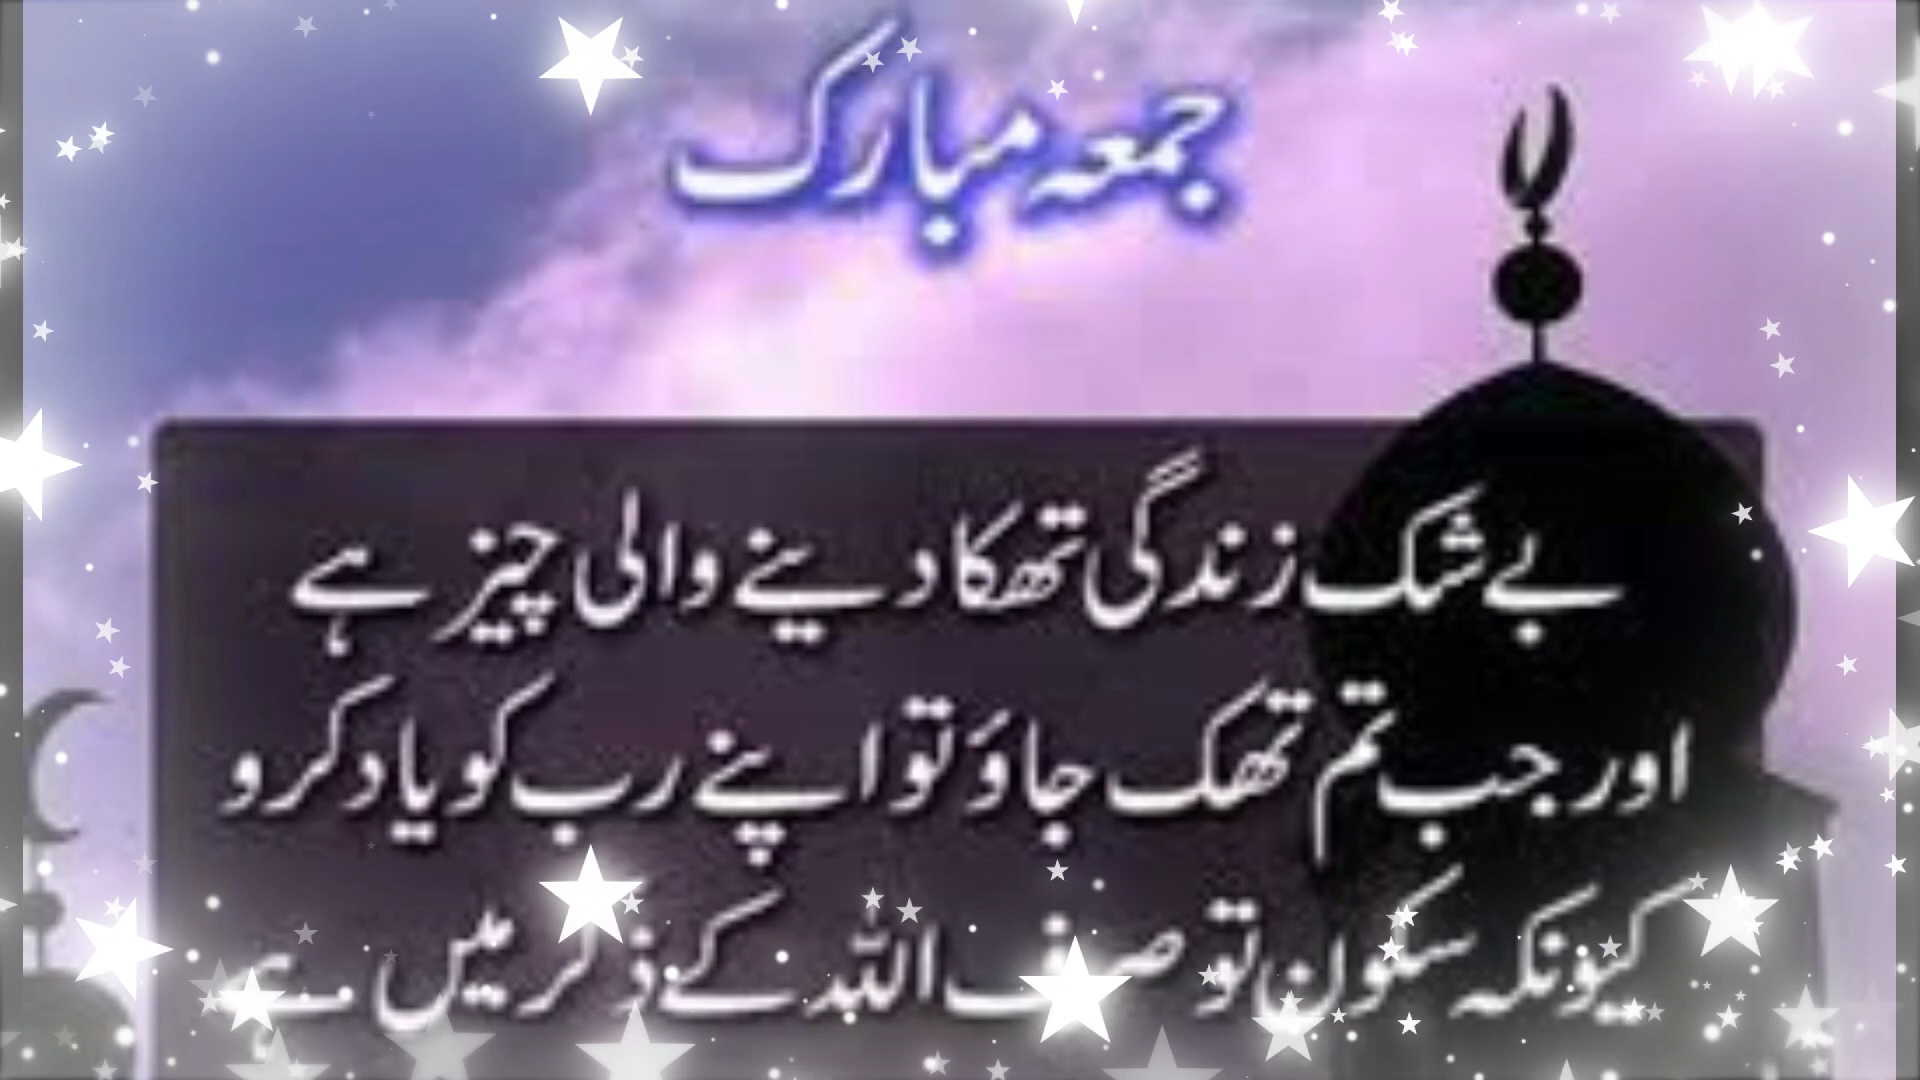 جمعہ مبارک
بے شک زندگی تھکا دینے والی چیز ہے
اور جب تم تھک جاؤ تو اپنے رب کو یاد کرو
کیونکہ سکون تو صرف اللہ کے ذکر میں ہے